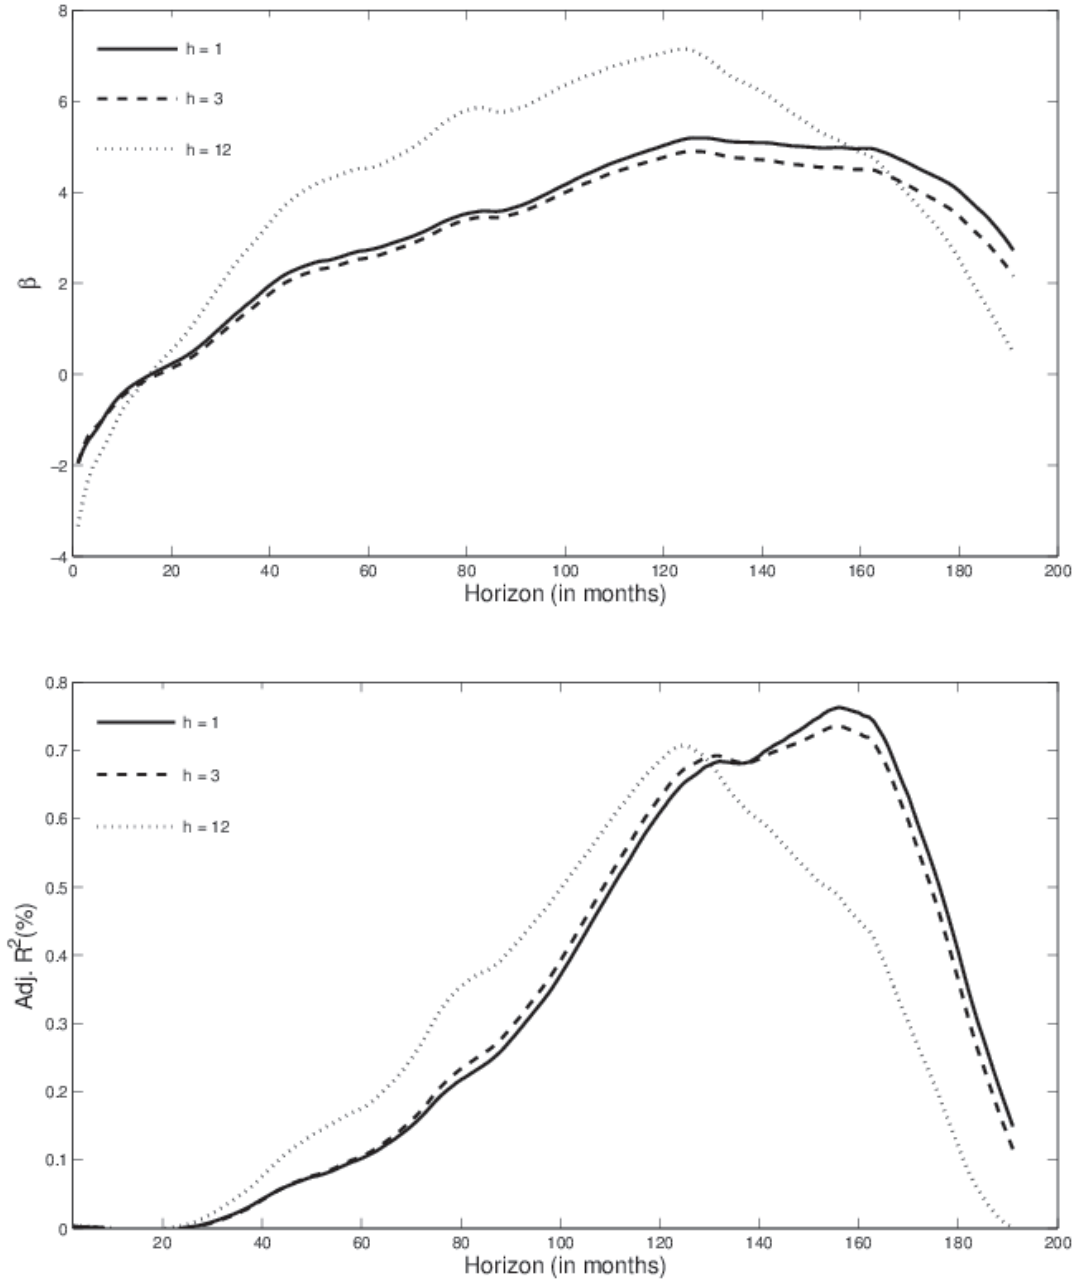 8
h = 1
6
h = 3
h = 12
4
β
2
0
−2
−4
0 20 40 60 80 100 120 140 160 180 200
Horizon (in months)
0.8
h = 1
0.7
h = 3
0.6
h = 12
0.5
Adj. R²(%)
0.4
0.3
0.2
0.1
0
20 40 60 80 100 120 140 160 180 200
Horizon (in months)